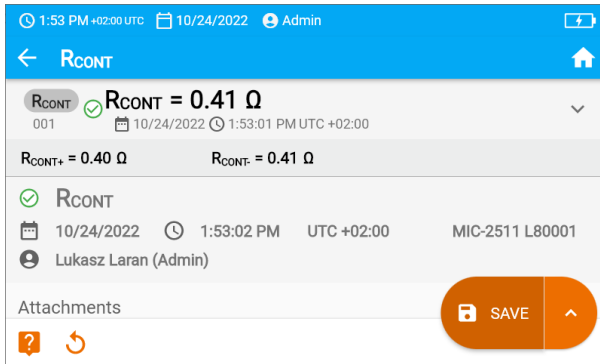 1:53 PM +02:00 UTC 10/24/2022 Admin
RCONT
RCONT RCONT = 0.41 Ω
001 10/24/2022 1:53:01 PM UTC +02:00
RCONT+ = 0.40 Ω RCONT- = 0.41 Ω
RCONT
10/24/2022 1:53:02 PM UTC +02:00 MIC-2511 L80001
Lukasz Laran (Admin)
Attachments
SAVE
?